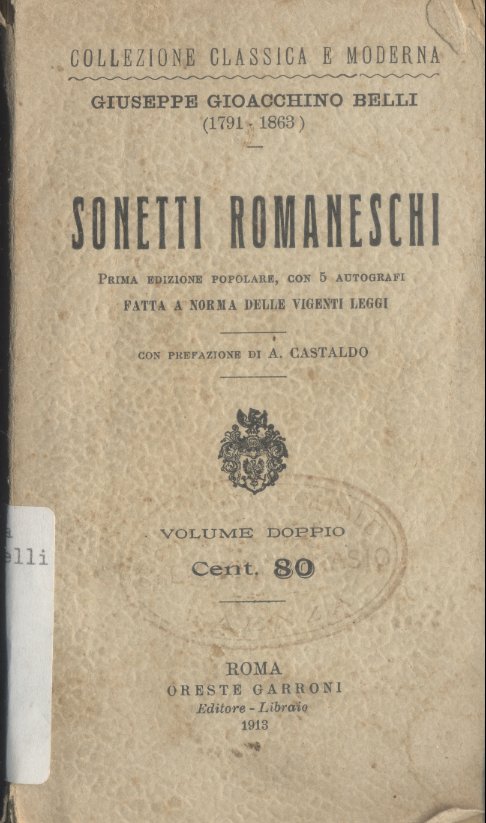 COLLEZIONE CLASSICA E MODERNA
GIUSEPPE GIOACCHINO BELLI
(1791 - 1863)
SONETTI ROMANESCHI
PRIMA EDIZIONE POPOLARE, CON 5 AUTOGRAFI
FATTA A NORMA DELLE VIGENTI LEGGI
CON PREFAZIONE DI A. CASTALDO
VOLUME DOPPIO
Cent. 80
ROMA
ORESTE GARRONI
Editore - Libraio
1913